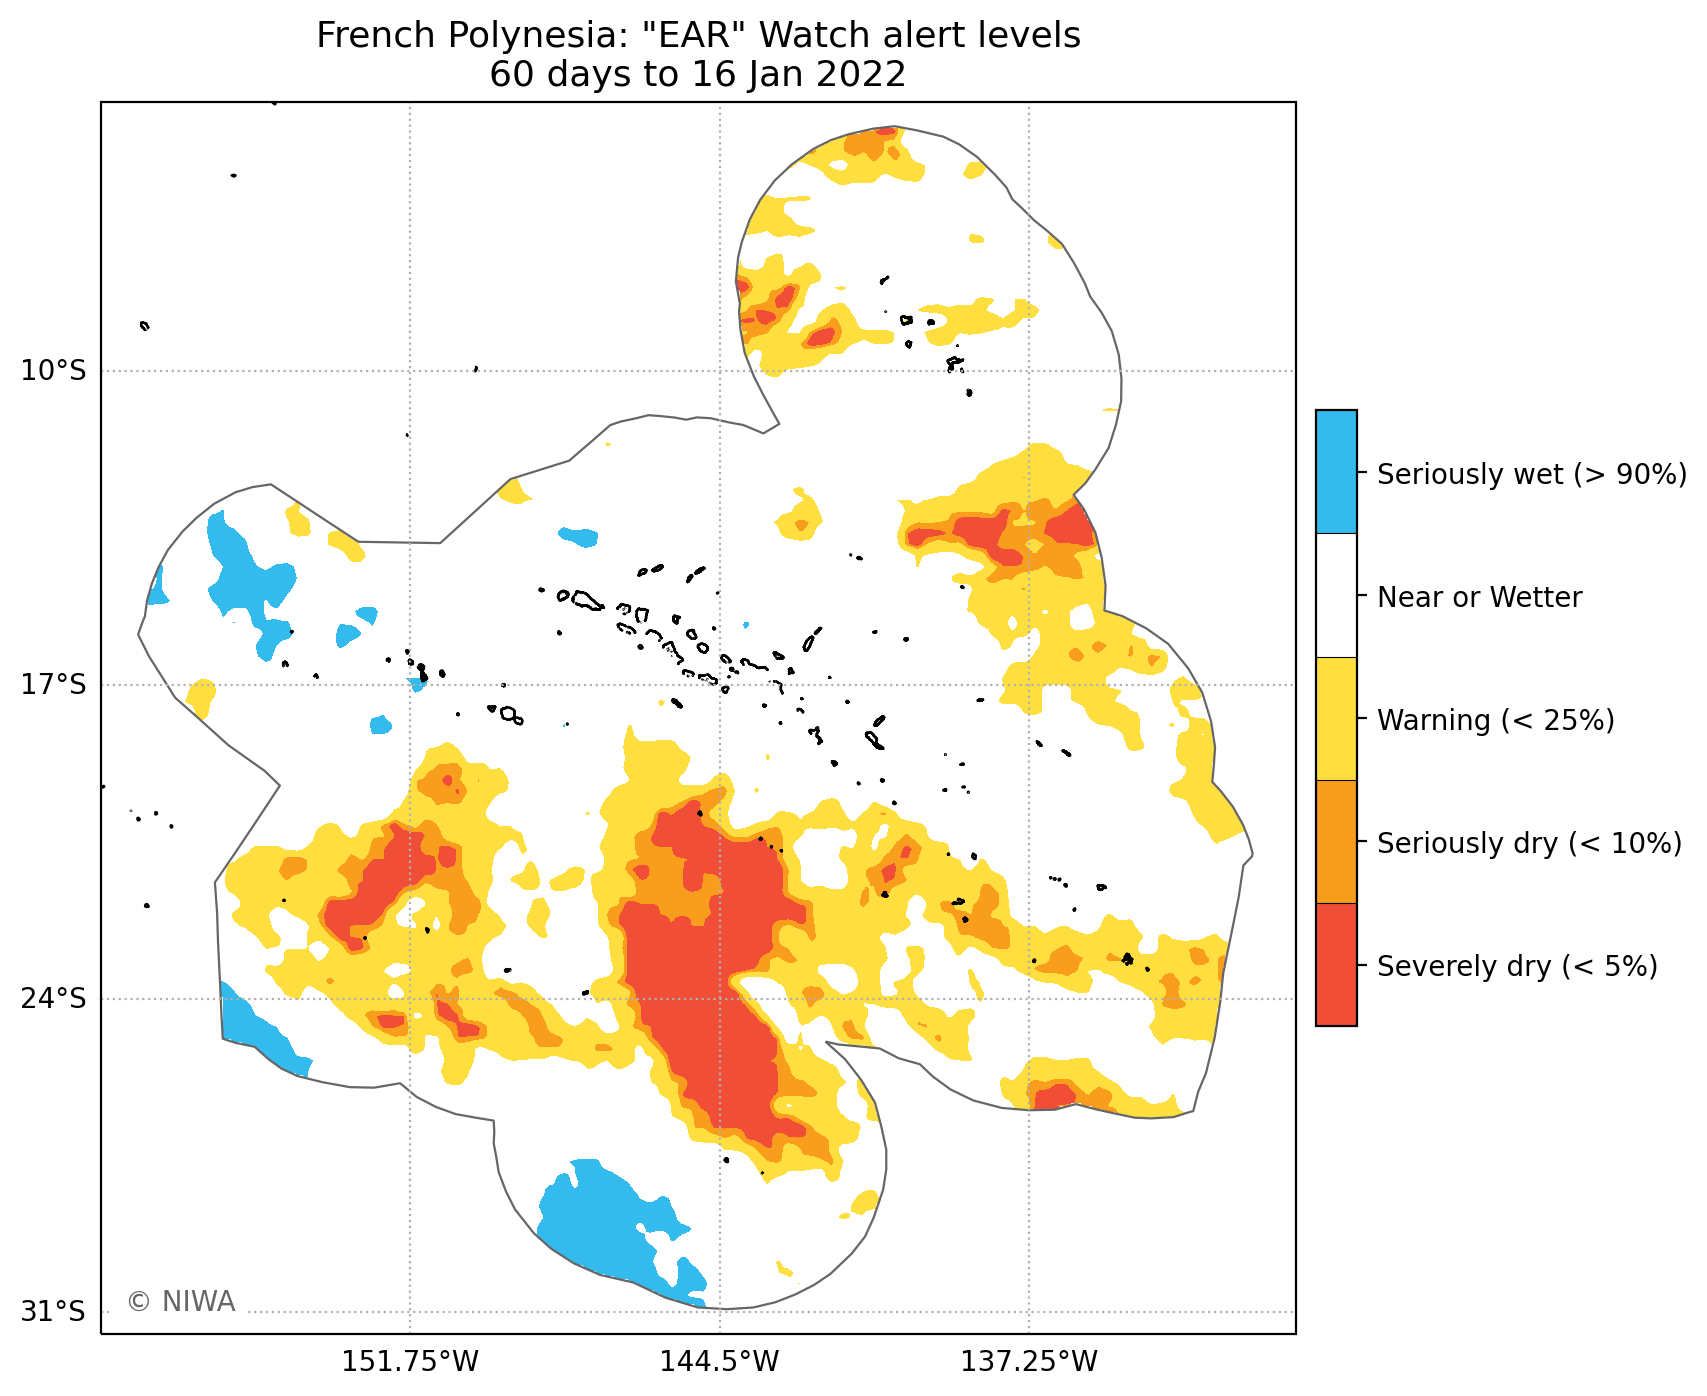 French Polynesia: "EAR" Watch alert levels
60 days to 16 Jan 2022
10°S
17°S
24°S
31°S
151.75°W
144.5°W
137.25°W
© NIWA
Seriously wet (> 90%)
Near or Wetter
Warning (< 25%)
Seriously dry (< 10%)
Severely dry (< 5%)